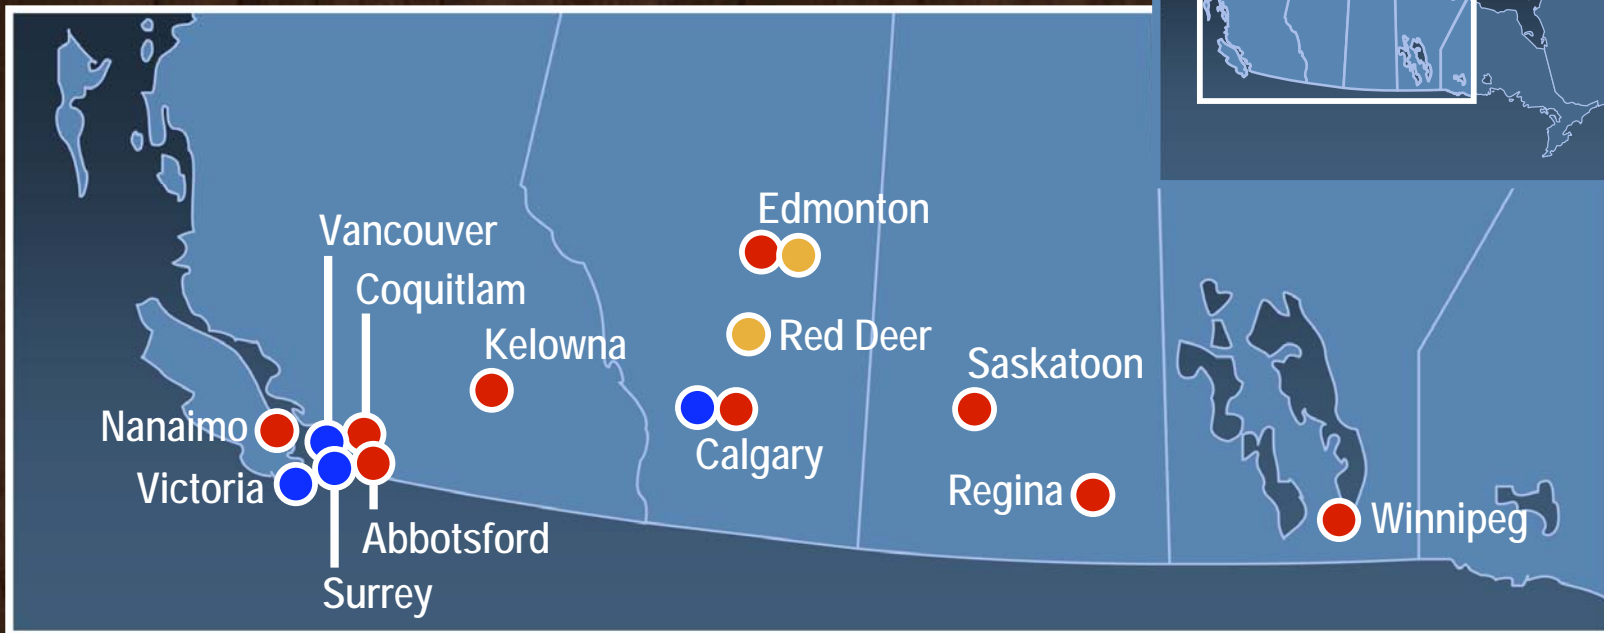 Edmonton
Vancouver
Coquitlam
Red Deer
Kelowna
Saskatoon
Nanaimo
Calgary
Victoria
Regina
Winnipeg
Abbotsford
Surrey